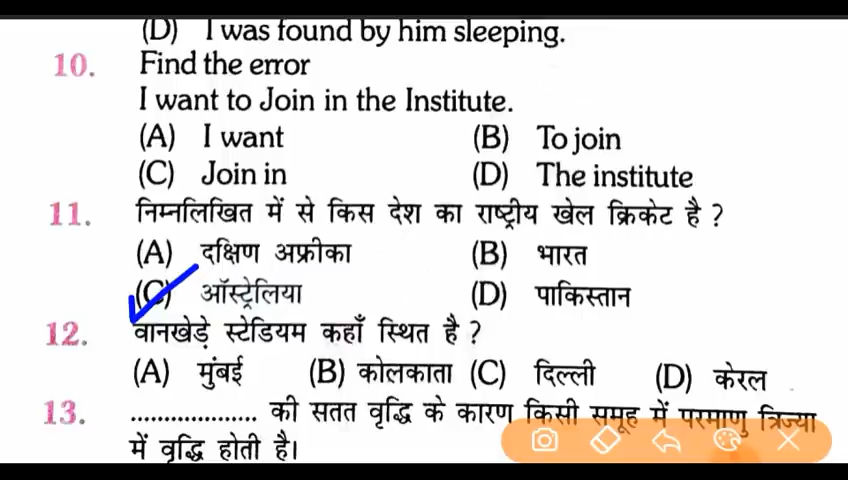 (D) I was found by him sleeping.
10. Find the error
I want to Join in the Institute.
(A) I want (B) To join
(C) Join in (D) The institute
11. निम्नलिखित में से किस देश का राष्ट्रीय खेल क्रिकेट है ?
(A) दक्षिण अफ्रीका (B) भारत
(C) ऑस्ट्रेलिया (D) पाकिस्तान
12. वानखेड़े स्टेडियम कहाँ स्थित है ?
(A) मुंबई (B) कोलकाता (C) दिल्ली (D) केरल
13. ................... की सतत वृद्धि के कारण किसी समूह में परमाणु त्रिज्या
में वृद्धि होती है।